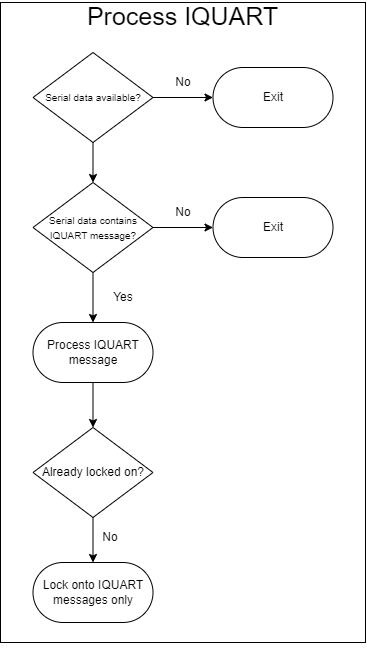 Process IQUART
Serial data available?
No
Exit
Serial data contains
IQUART message?
No
Exit
Yes
Process IQUART
message
Already locked on?
No
Lock onto IQUART
messages only